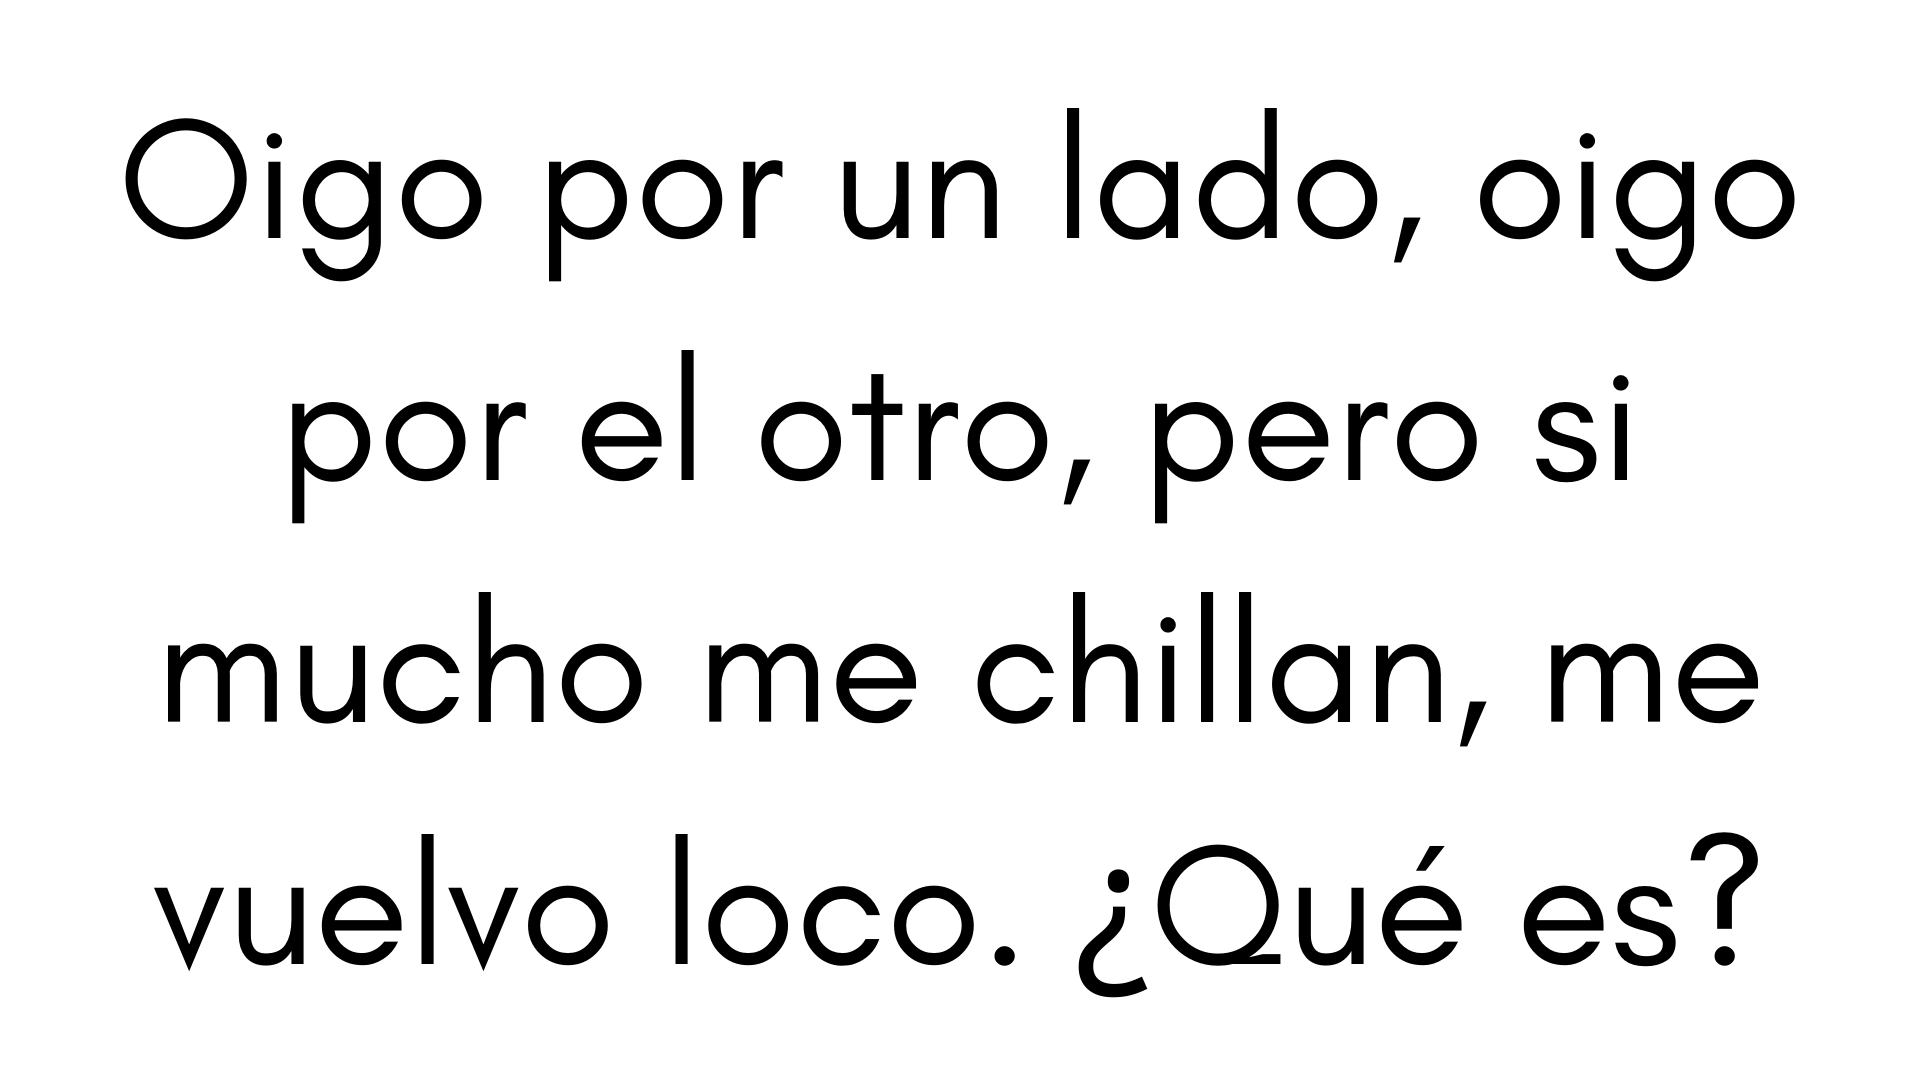 Oigo por un lado, oigo
por el otro, pero si
mucho me chillan, me
vuelvo loco. ¿Qué es?